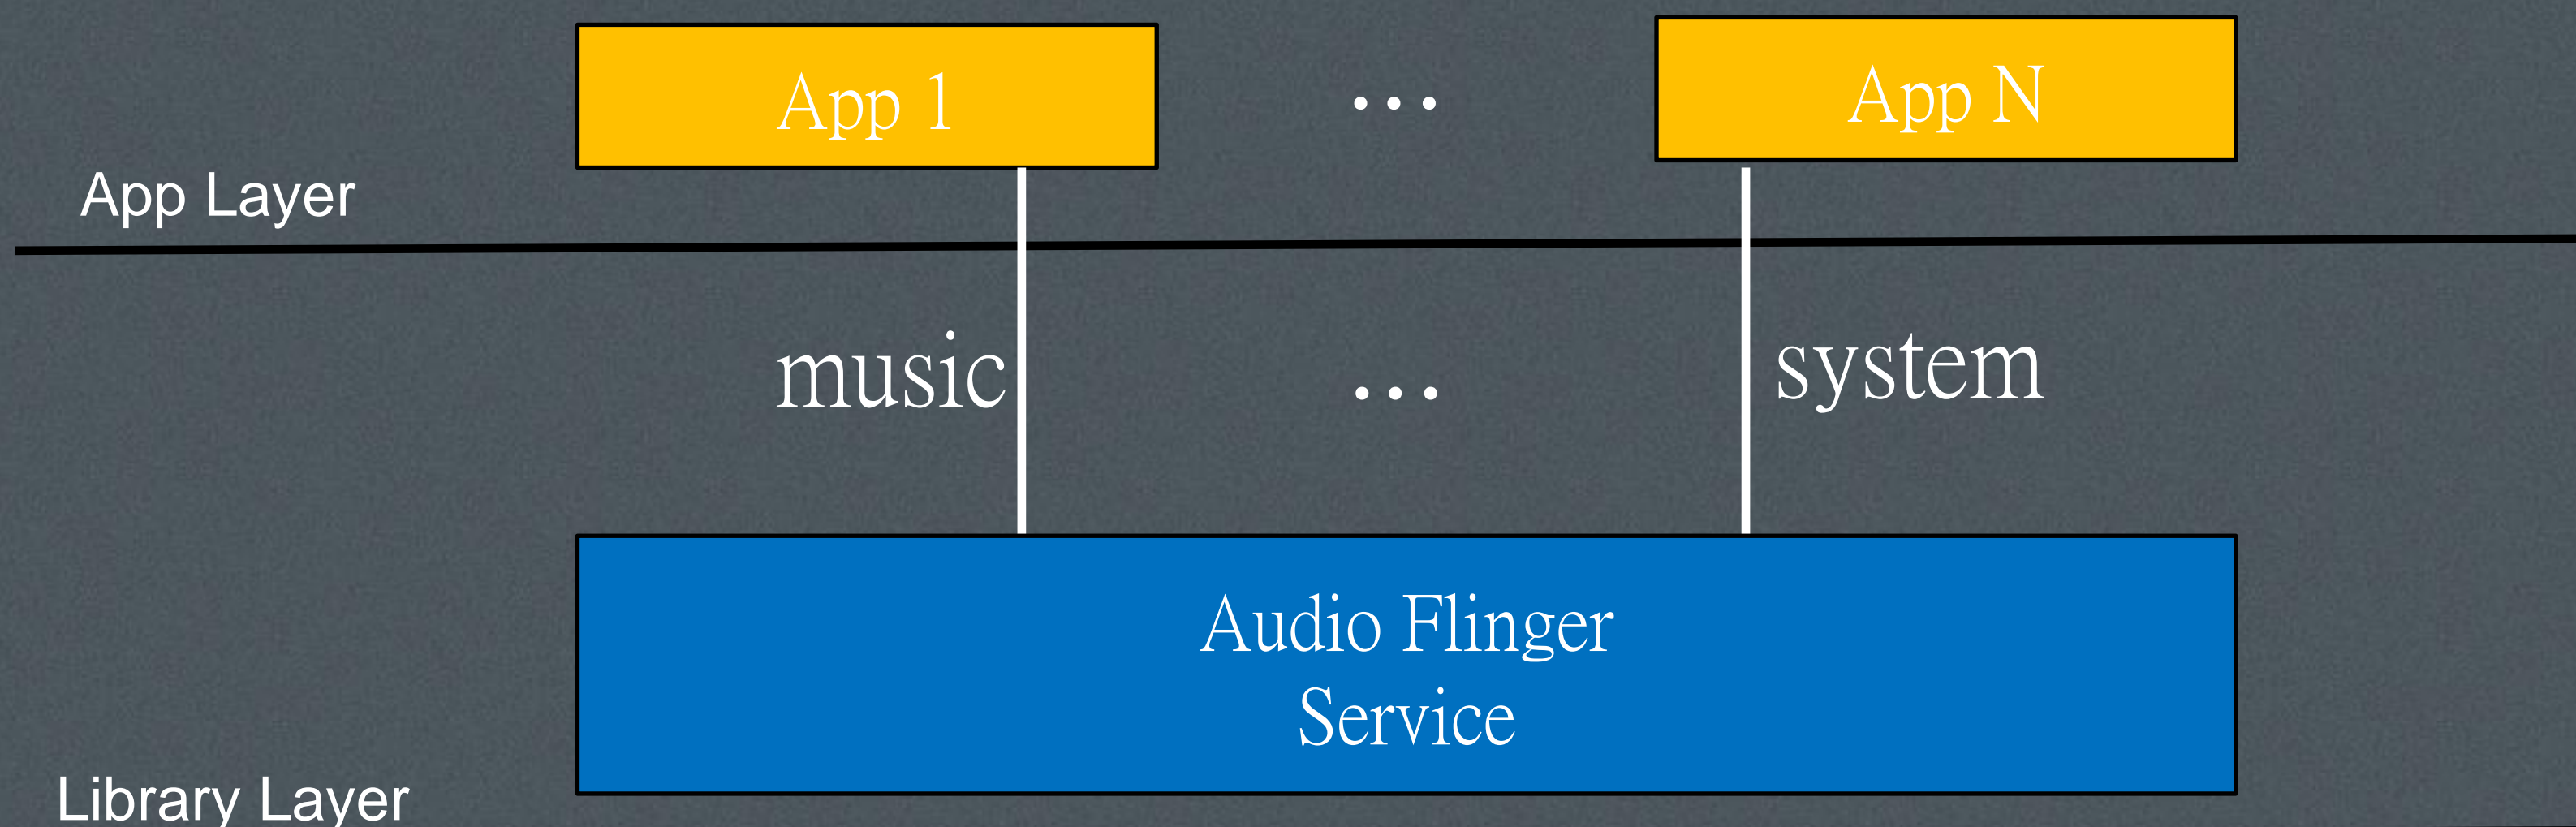 App 1
...
App N
App Layer
music
...
system
Audio Flinger
Service
Library Layer